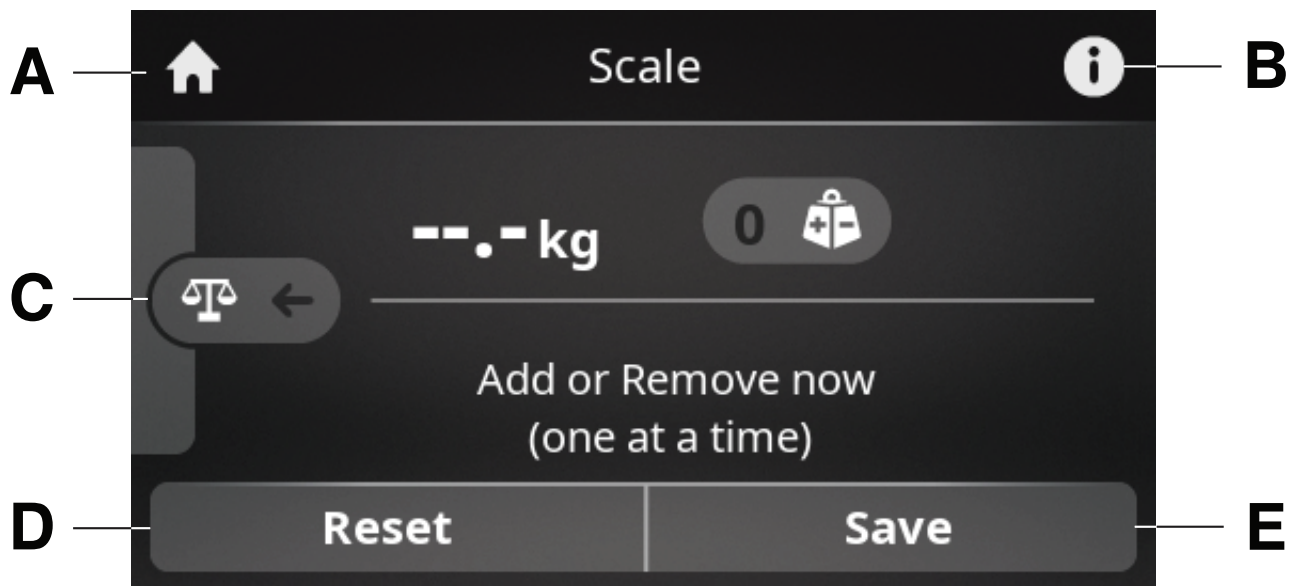 A
Scale
B
--.- kg
0
C
Add or Remove now
(one at a time)
D
Reset
Save
E